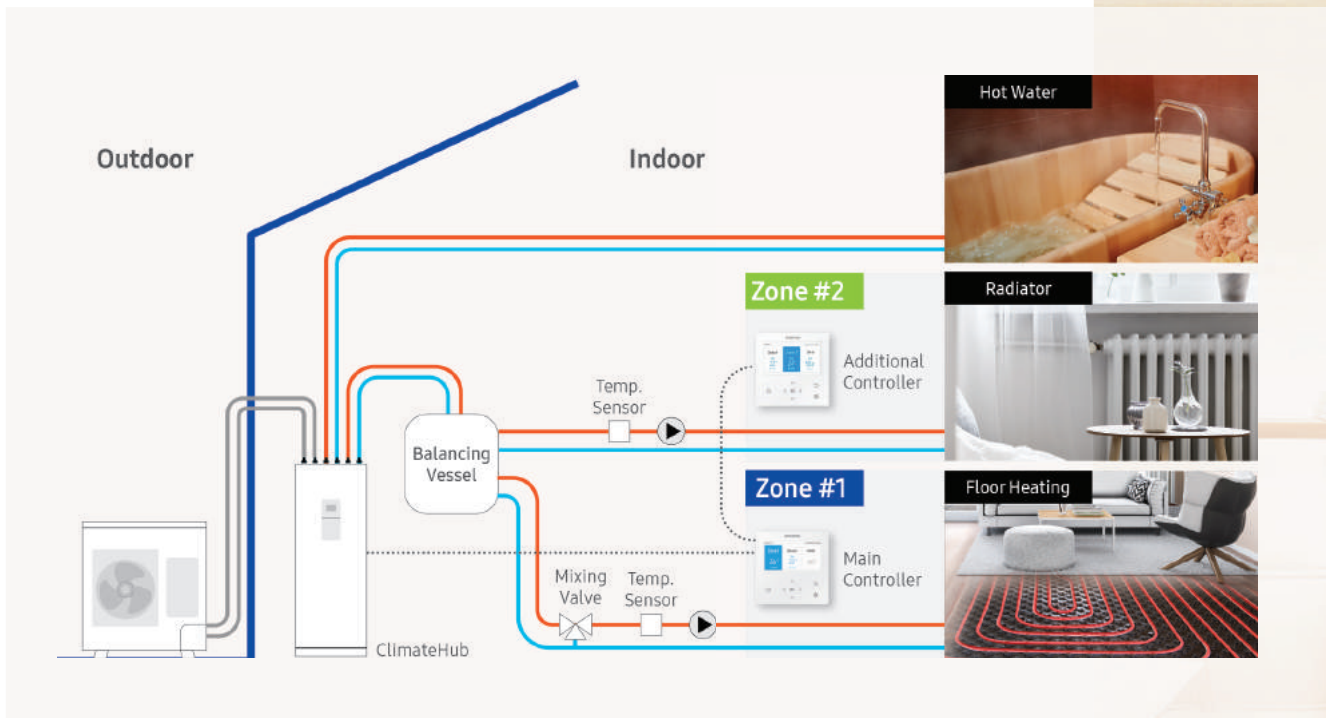 Outdoor
Indoor
Hot Water
Zone #2
Radiator
Additional
Controller
Temp.
Sensor
Balancing
Vessel
Zone #1
Floor Heating
Main
Controller
Mixing
Valve
Temp.
Sensor
ClimateHub